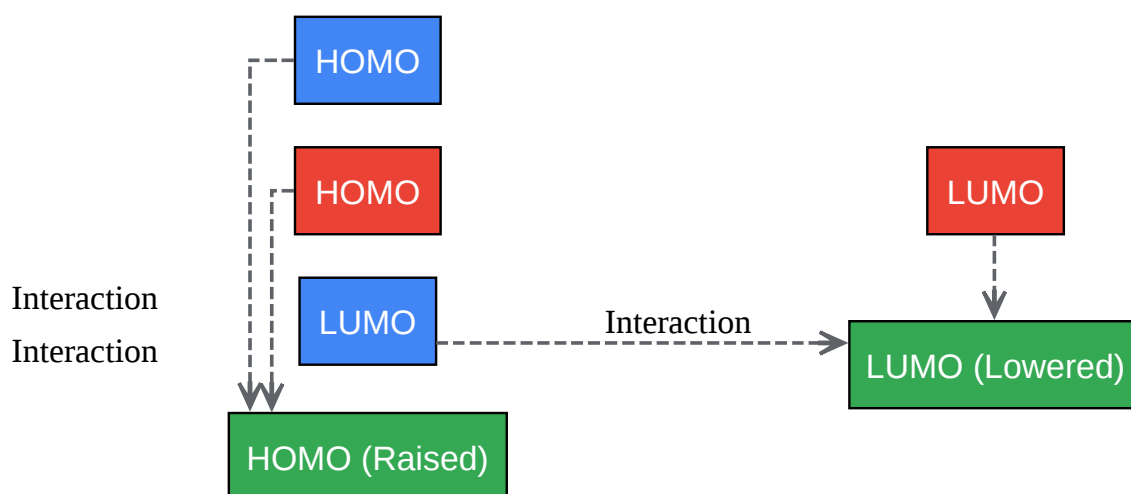 HOMO
HOMO
LUMO
Interaction
LUMO
Interaction
Interaction
LUMO (Lowered)
HOMO (Raised)